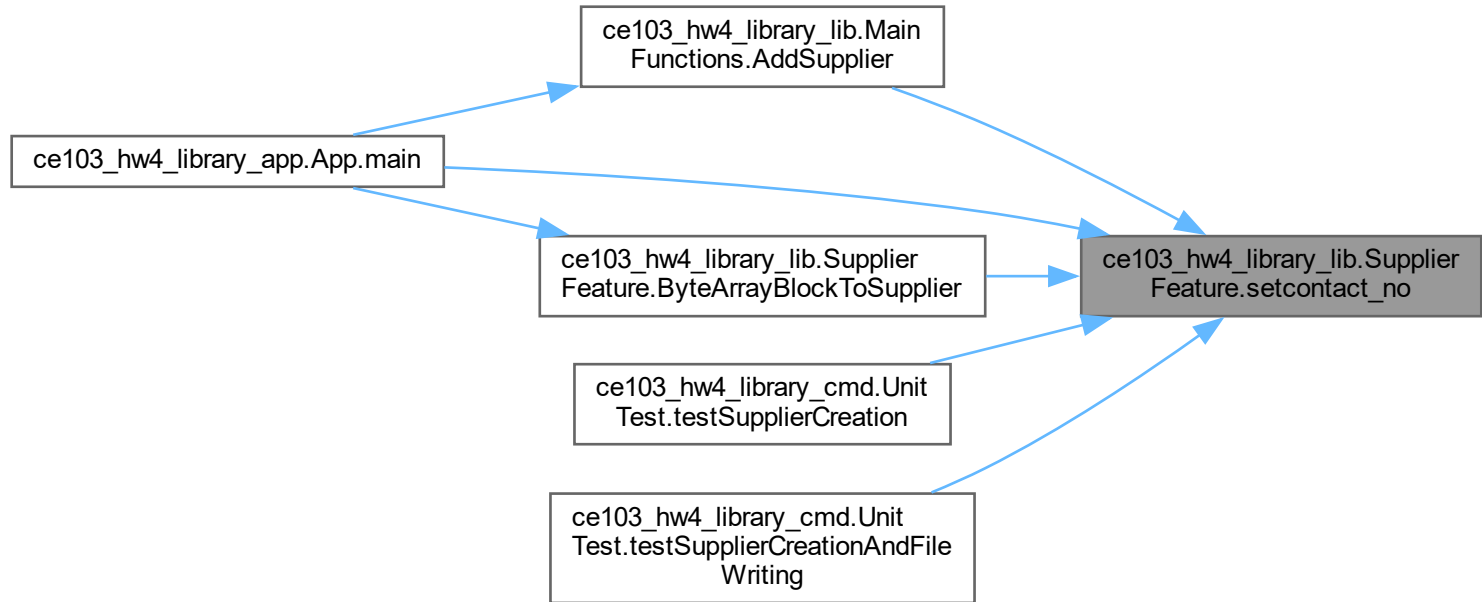 ce103_hw4_library_lib.Main
Functions.AddSupplier
ce103_hw4_library_app.App.main
ce103_hw4_library_lib.Supplier
Feature.ByteArrayBlockToSupplier
ce103_hw4_library_lib.Supplier
Feature.setcontact_no
ce103_hw4_library_cmd.Unit
Test.testSupplierCreation
ce103_hw4_library_cmd.Unit
Test.testSupplierCreationAndFile
Writing